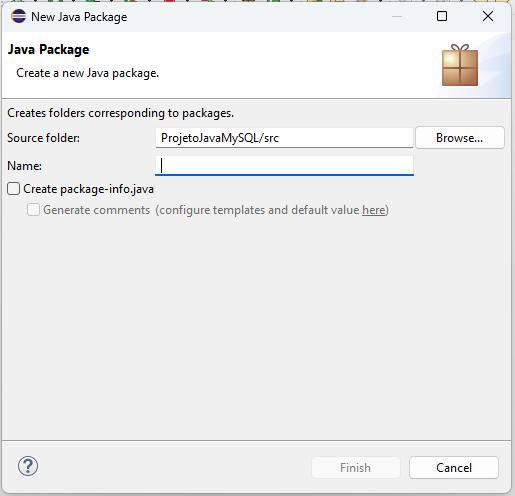 New Java Package
Java Package
Create a new Java package.
Creates folders corresponding to packages.
Source folder: ProjetoJavaMySQL/src Browse...
Name:
Create package-info.java
Generate comments (configure templates and default value here)
? Finish Cancel